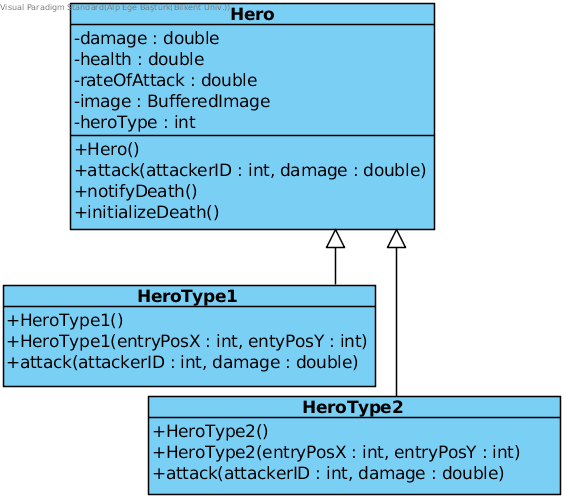 Visual Paradigm Standard(Alp Ege Baştürk(Bilkent Univ.))
Hero
-damage : double
-health : double
-rateOfAttack : double
-image : BufferedImage
-heroType : int
+Hero()
+attack(attackerID : int, damage : double)
+notifyDeath()
+initializeDeath()
HeroType1
+HeroType1()
+HeroType1(entryPosX : int, entyPosY : int)
+attack(attackerID : int, damage : double)
HeroType2
+HeroType2()
+HeroType2(entryPosX : int, entryPosY : int)
+attack(attackerID : int, damage : double)